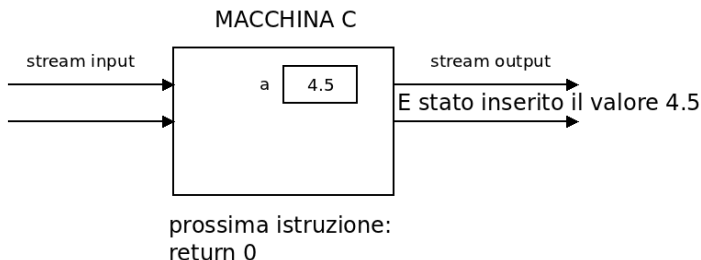 MACCHINA C
stream input
stream output
a
4.5
E stato inserito il valore 4.5
prossima istruzione:
return 0